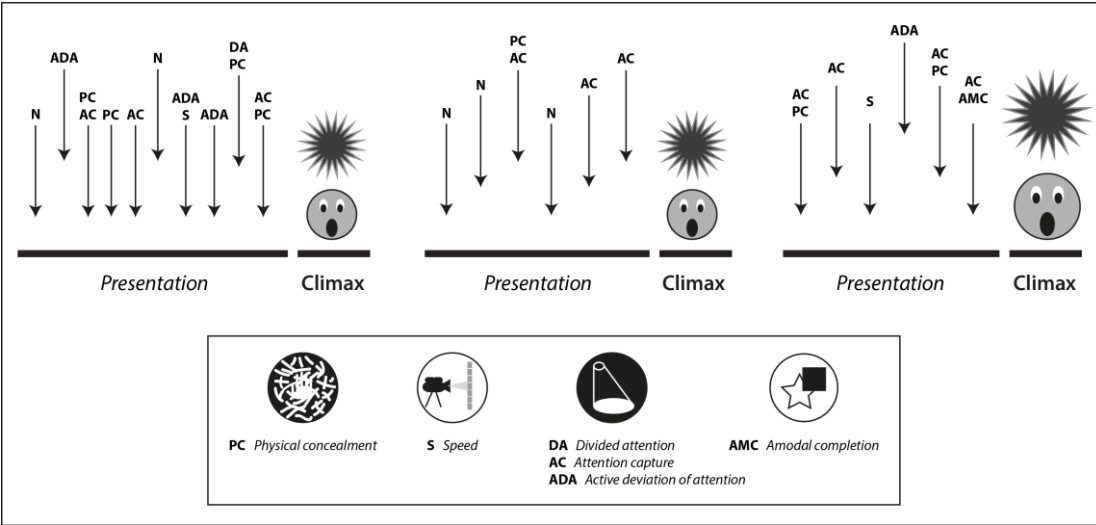 N
ADA
PC
AC
PC
AC
N
ADA
S
ADA
DA
PC
AC
PC
Presentation
Climax
N
N
PC
AC
N
AC
AC
Presentation
Climax
AC
PC
AC
S
ADA
AC
PC
AC
AMC
Presentation
Climax
PC Physical concealment
S Speed
DA Divided attention
AC Attention capture
ADA Active deviation of attention
AMC Amodal completion